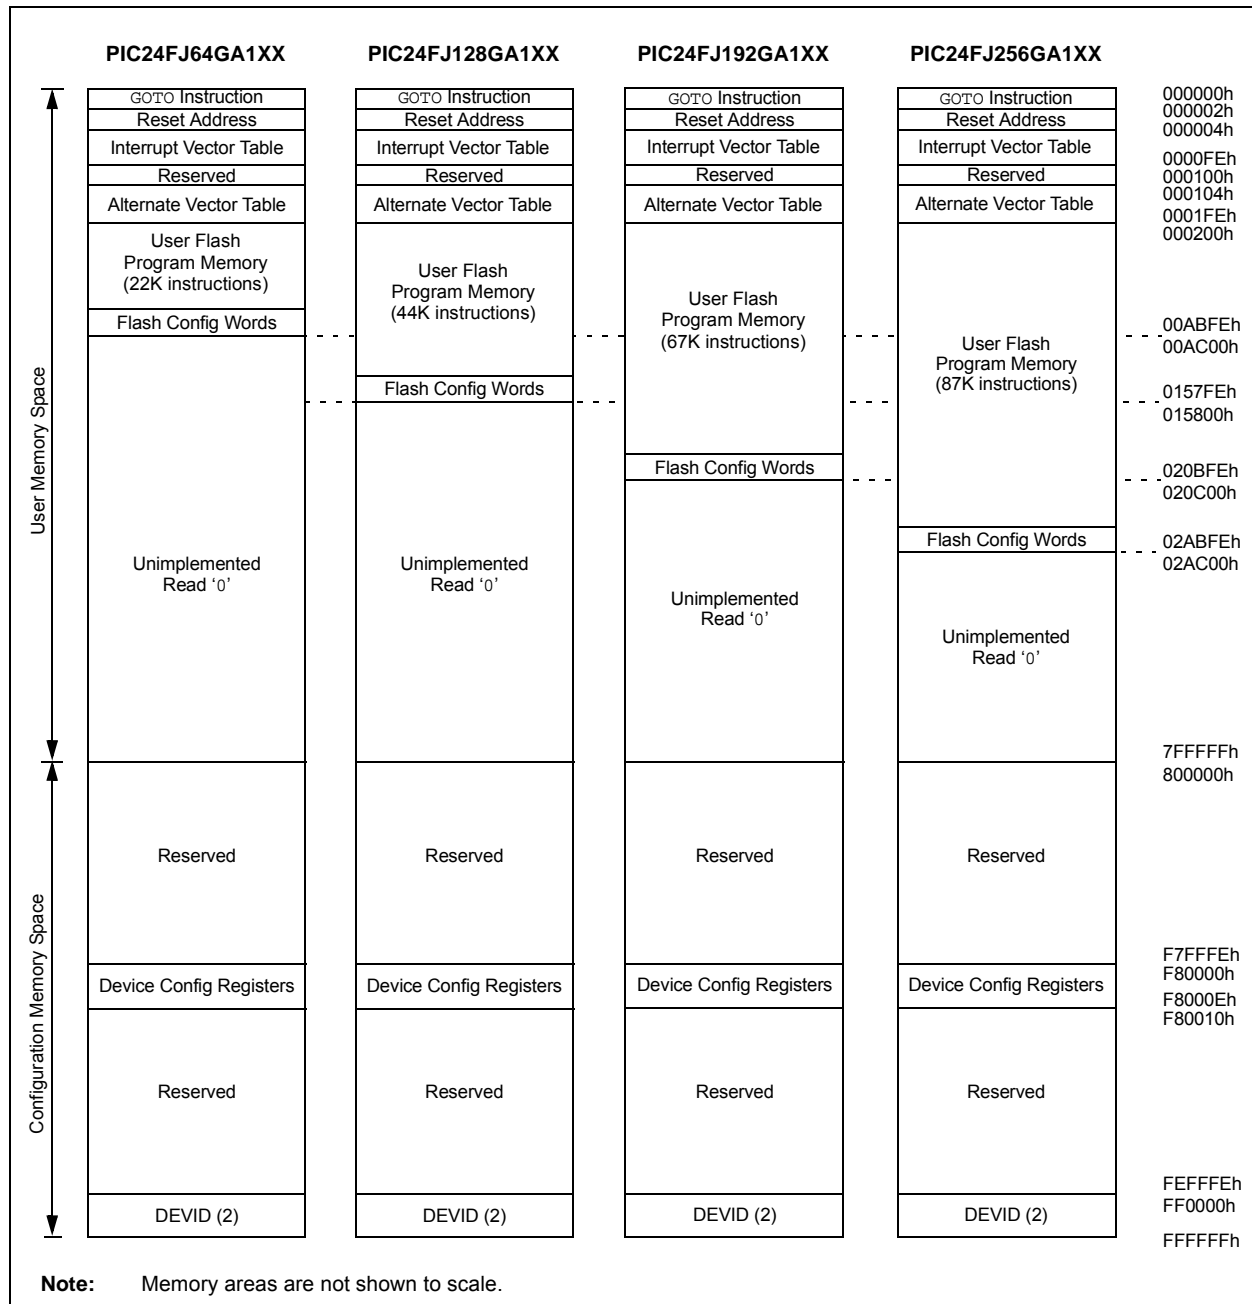 PIC24FJ64GA1XX PIC24FJ128GA1XX PIC24FJ192GA1XX PIC24FJ256GA1XX
GOTO Instruction GOTO Instruction GOTO Instruction GOTO Instruction 000000h
000002h
Reset Address Reset Address Reset Address Reset Address
000004h
Interrupt Vector Table Interrupt Vector Table Interrupt Vector Table Interrupt Vector Table
0000FEh
Reserved Reserved Reserved Reserved 000100h
000104h
Alternate Vector Table Alternate Vector Table Alternate Vector Table Alternate Vector Table
0001FEh
000200h
User Flash
Program Memory
(22K instructions)
User Flash
Program Memory
(44K instructions)
User Flash
Program Memory
(67K instructions)
User Flash
Program Memory
(87K instructions)
Flash Config Words 00ABFEh
00AC00h
Flash Config Words 0157FEh
015800h
Flash Config Words 020BFEh
020C00h
Flash Config Words 02ABFEh
02AC00h
User Memory Space
Unimplemented
Read ‘0’
Unimplemented
Read ‘0’
Unimplemented
Read ‘0’
Unimplemented
Read ‘0’
7FFFFFh
800000h
Reserved Reserved Reserved Reserved
Configuration Memory Space
F7FFFEh
F80000h
Device Config Registers Device Config Registers Device Config Registers Device Config Registers
F8000Eh
F80010h
Reserved Reserved Reserved Reserved
FEFFFEh
FF0000h
DEVID (2) DEVID (2) DEVID (2) DEVID (2)
FFFFFFh
Note: Memory areas are not shown to scale.